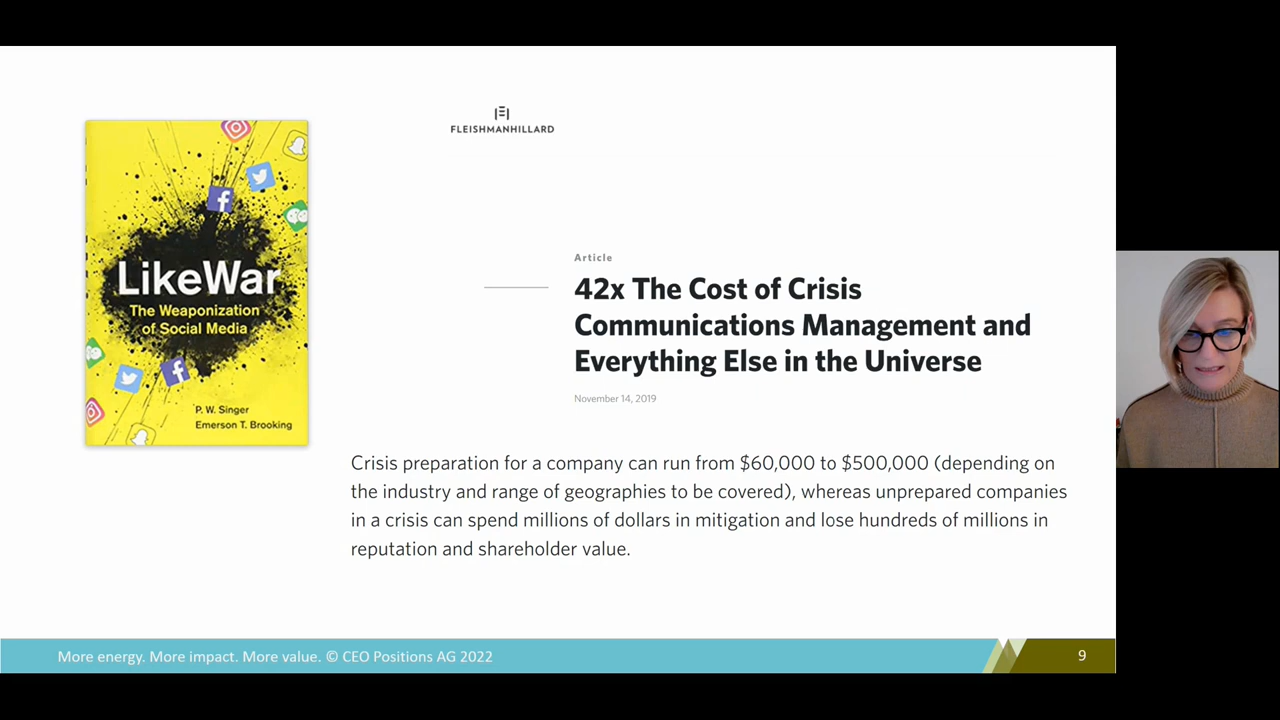 FLEISHMANHILLARD
LikeWar
The Weaponization
of Social Media
P. W. Singer
Emerson T. Brooking
Article
42x The Cost of Crisis
Communications Management and
Everything Else in the Universe
November 14, 2019
Crisis preparation for a company can run from $60,000 to $500,000 (depending on
the industry and range of geographies to be covered), whereas unprepared companies
in a crisis can spend millions of dollars in mitigation and lose hundreds of millions in
reputation and shareholder value.
More energy. More impact. More value. © CEO Positions AG 2022
9